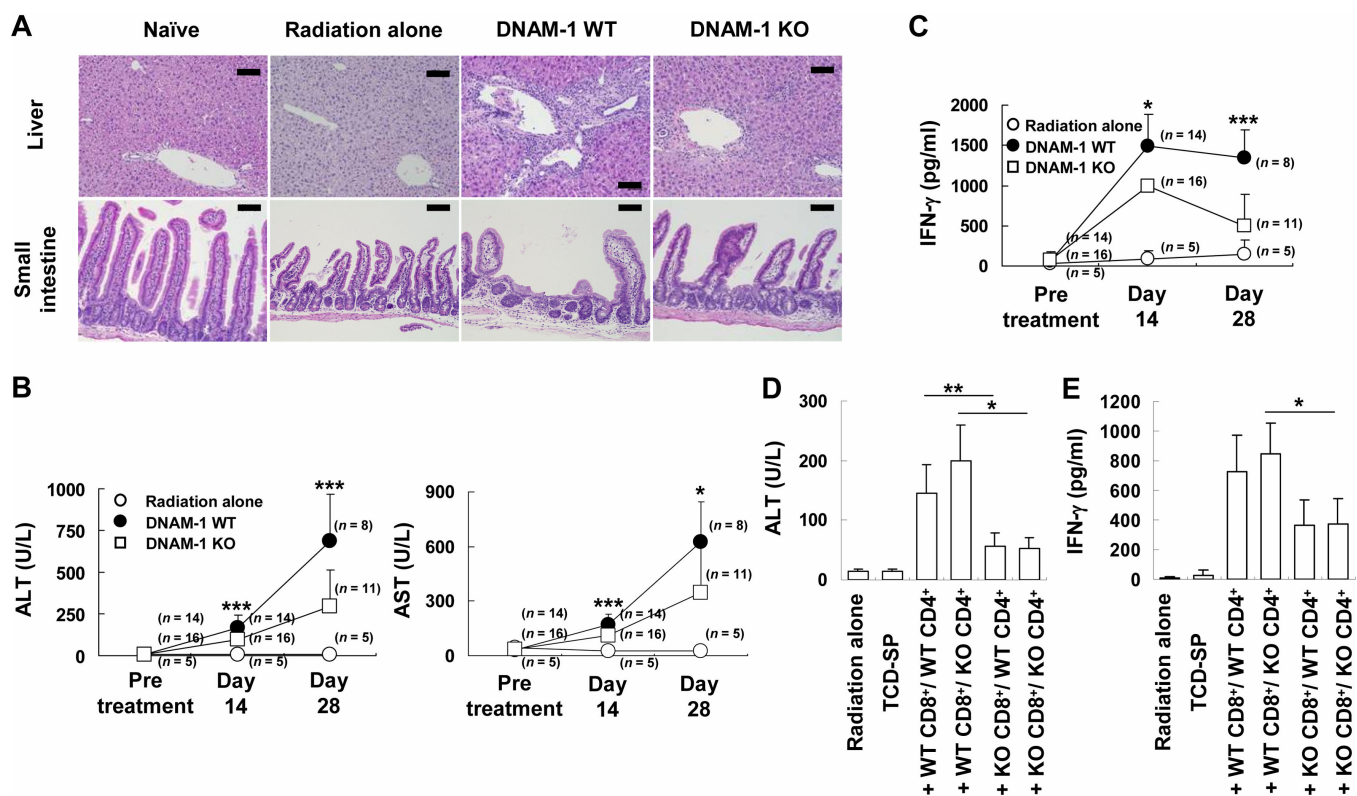 A
Naïve
Radiation alone
DNAM-1 WT
DNAM-1 KO
Liver
Small
intestine
B
ALT (U/L)
1000
750
500
250
0
Radiation alone
DNAM-1 WT
DNAM-1 KO
***
***
(n = 14)
(n = 16)
(n = 5)
(n = 14)
(n = 16)
(n = 5)
(n = 8)
(n = 11)
(n = 5)
Pre
treatment
Day
14
Day
28
AST (U/L)
900
600
300
0
***
*
(n = 14)
(n = 16)
(n = 5)
(n = 14)
(n = 16)
(n = 5)
(n = 8)
(n = 11)
(n = 5)
Pre
treatment
Day
14
Day
28
C
IFN-γ (pg/ml)
2000
1500
1000
500
0
Radiation alone
DNAM-1 WT
DNAM-1 KO
*
***
(n = 14)
(n = 16)
(n = 5)
(n = 14)
(n = 16)
(n = 5)
(n = 8)
(n = 11)
(n = 5)
Pre
treatment
Day
14
Day
28
D
ALT (U/L)
300
200
100
0
**
*
Radiation alone
TCD-SP
+ WT CD8⁺/ WT CD4⁺
+ WT CD8⁺/ KO CD4⁺
+ KO CD8⁺/ WT CD4⁺
+ KO CD8⁺/ KO CD4⁺
E
IFN-γ (pg/ml)
1200
1000
800
600
400
200
0
*
Radiation alone
TCD-SP
+ WT CD8⁺/ WT CD4⁺
+ WT CD8⁺/ KO CD4⁺
+ KO CD8⁺/ WT CD4⁺
+ KO CD8⁺/ KO CD4⁺